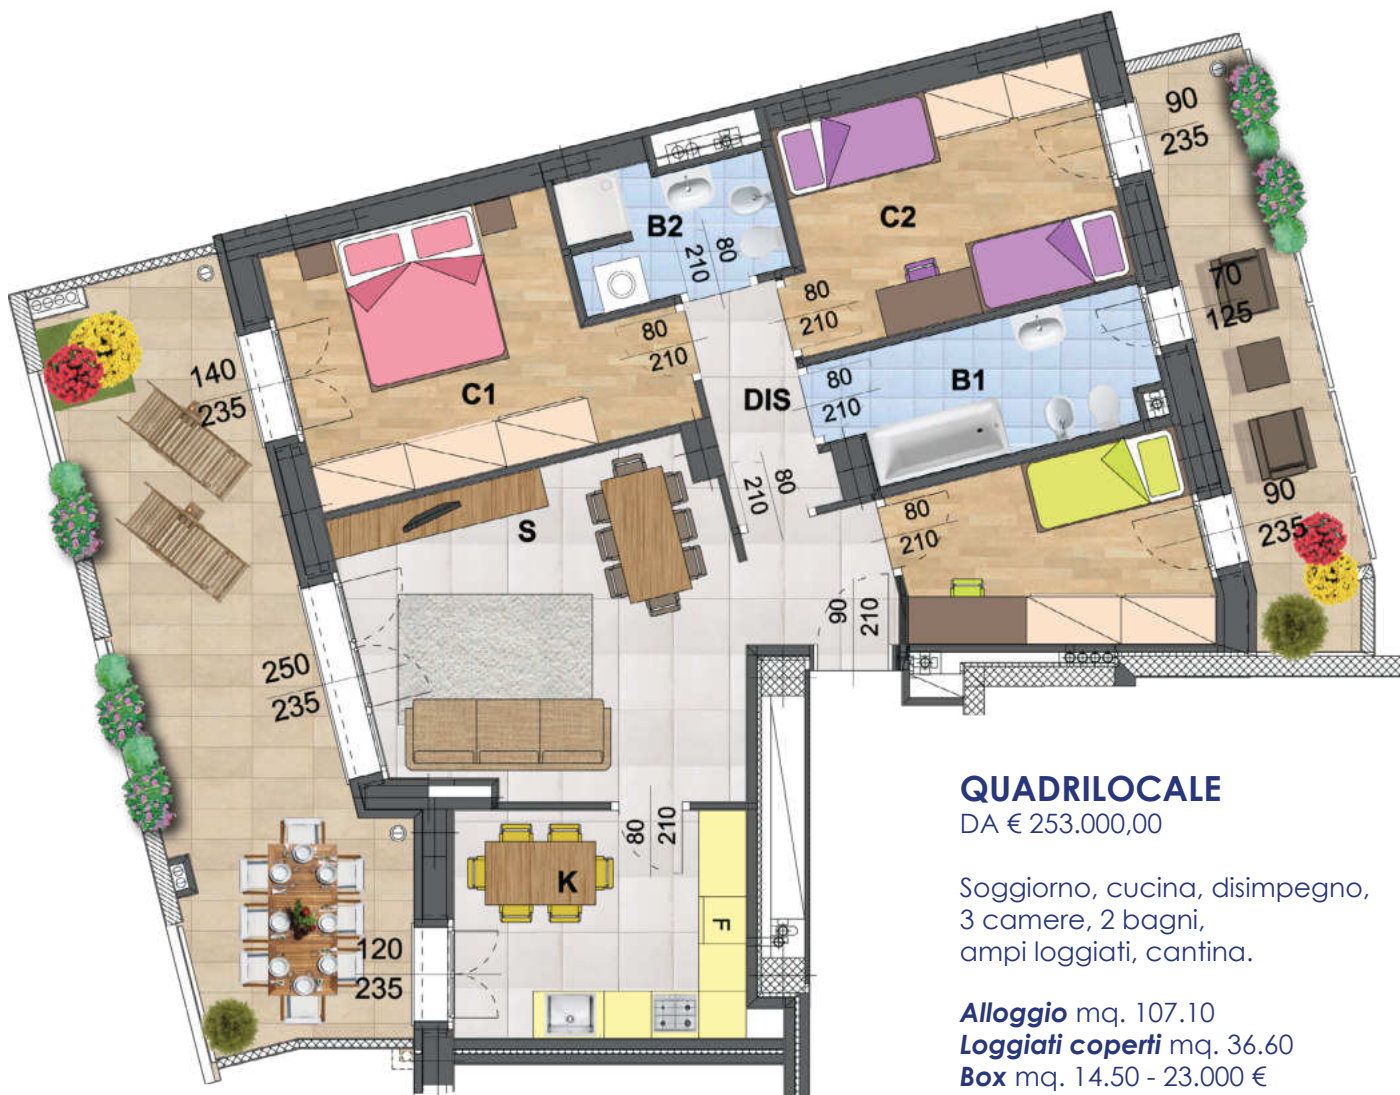 90
235
B2
80
210
C2
70
125
80
210
80
210
140
235
C1
DIS
80
210
B1
80
210
S
80
210
90
235
90
210
250
235
80
210
K
F
120
235
QUADRILOCALE
DA € 253.000,00
Soggiorno, cucina, disimpegno,
3 camere, 2 bagni,
ampi loggiati, cantina.
Alloggio mq. 107.10
Loggiati coperti mq. 36.60
Box mq. 14.50 - 23.000 €